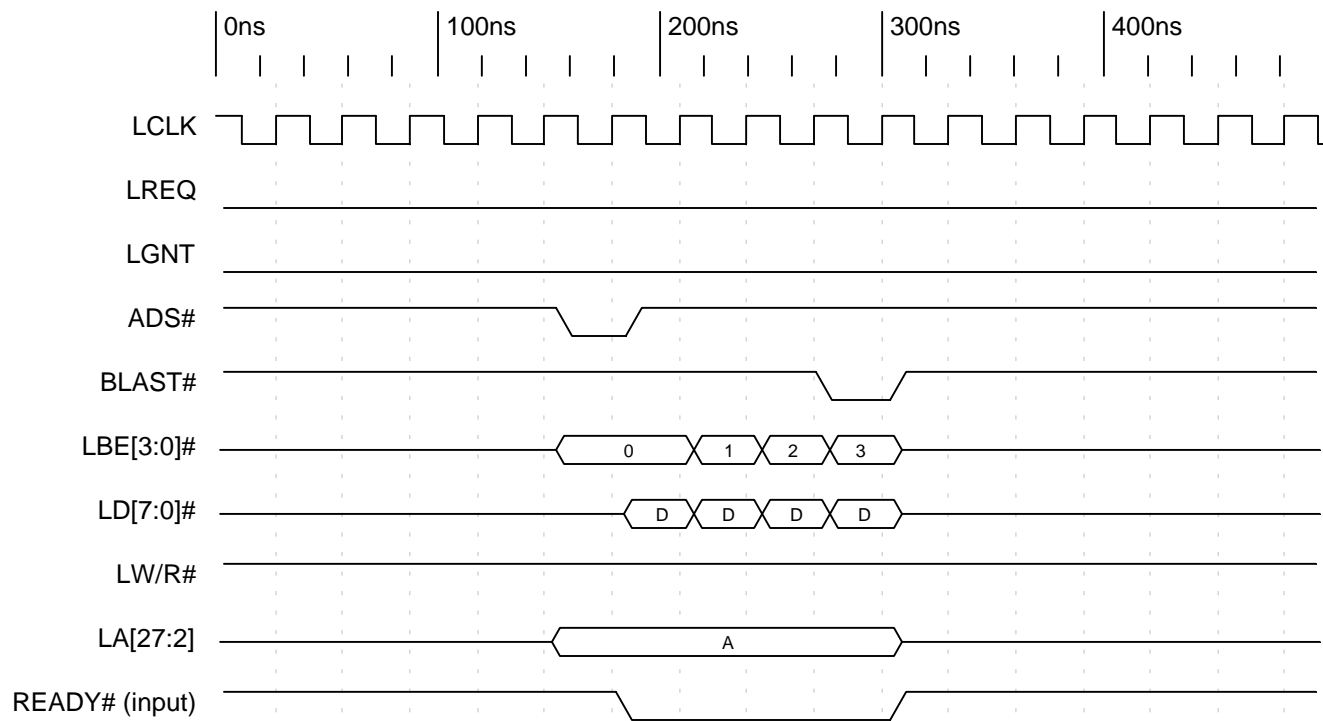 0ns 100ns 200ns 300ns 400ns
LCLK
LREQ
LGNT
ADS#
BLAST#
LBE[3:0]# 0 1 2 3
LD[7:0]# D D D D
LW/R#
LA[27:2] A
READY# (input)